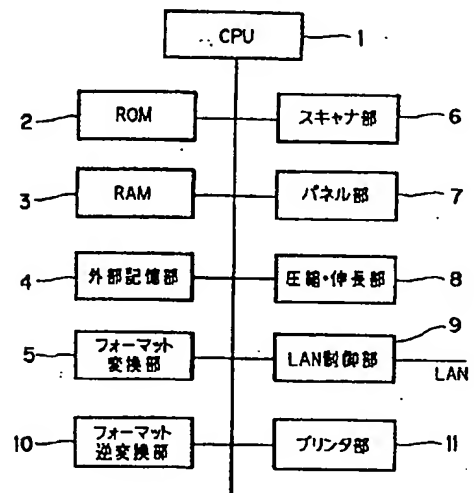 CPU
1
2
ROM
スキャナ部
6
3
RAM
パネル部
7
4
外部記憶部
圧縮・伸長部
8
9
5
フォーマット
変換部
LAN制御部
LAN
10
フォーマット
逆変換部
プリンタ部
11